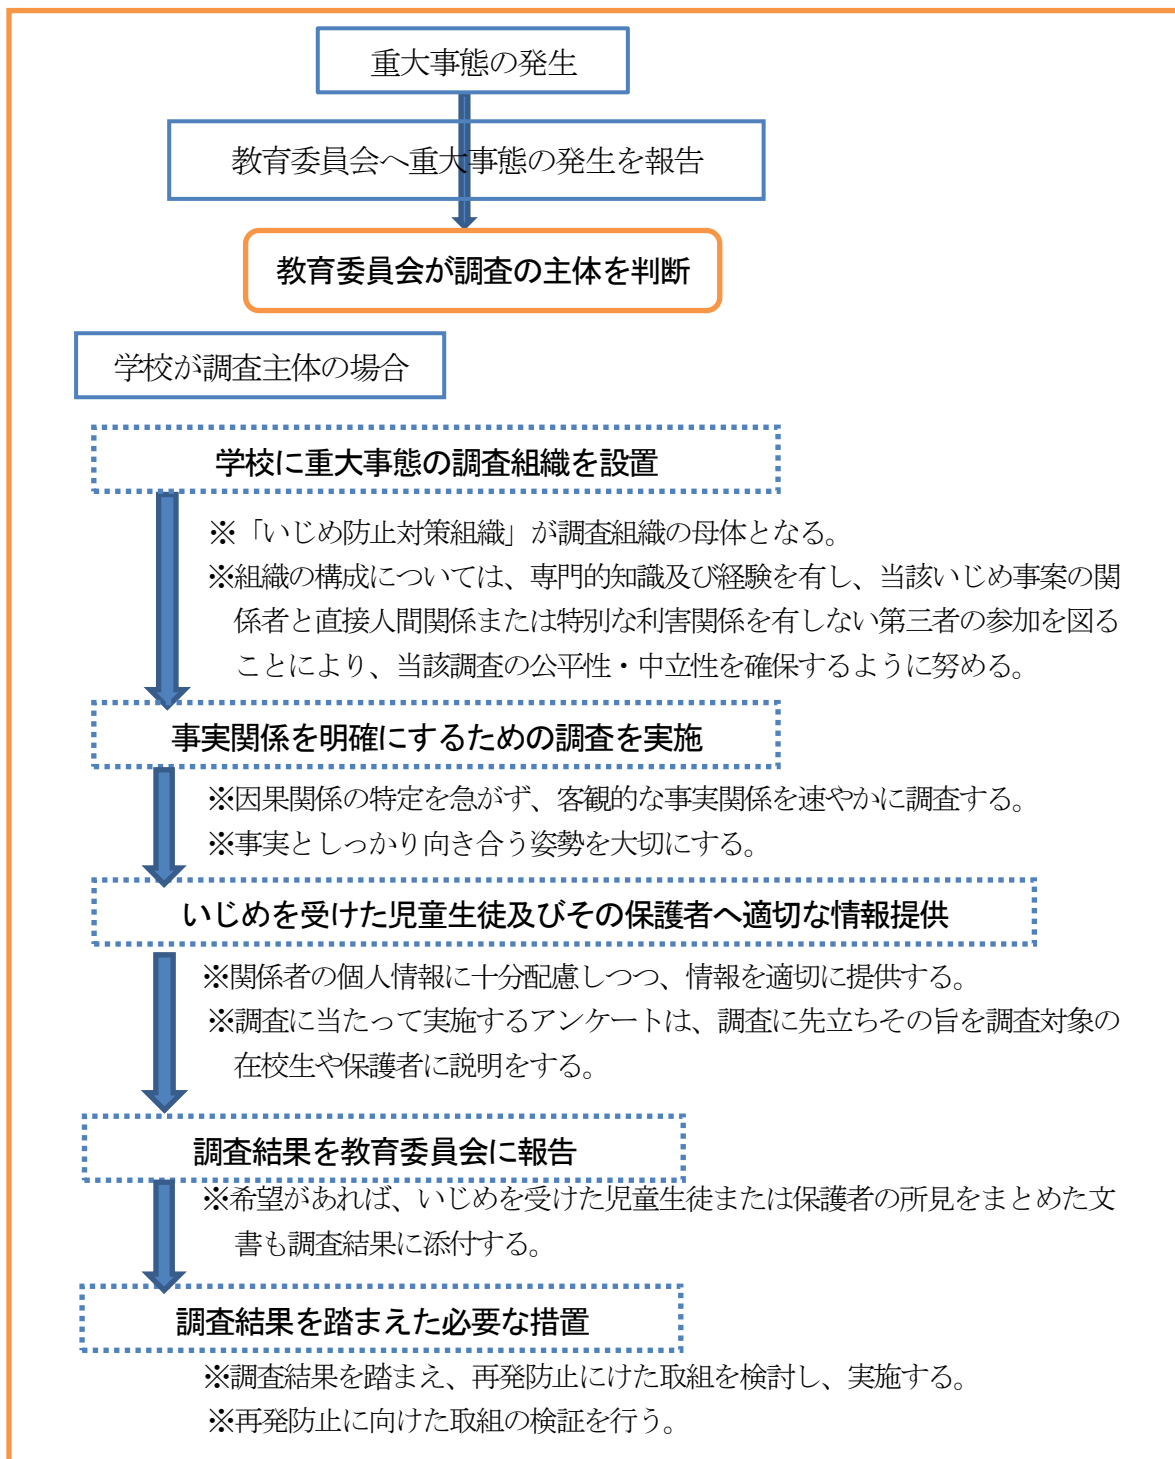 重大事態の発生
教育委員会へ重大事態の発生を報告
教育委員会が調査の主体を判断
学校が調査主体の場合
学校に重大事態の調査組織を設置
※「いじめ防止対策組織」が調査組織の母体となる。
※組織の構成については、専門的知識及び経験を有し、当該いじめ事案の関
係者と直接人間関係または特別な利害関係を有しない第三者の参加を図る
ことにより、当該調査の公平性・中立性を確保するように努める。
事実関係を明確にするための調査を実施
※因果関係の特定を急がず、客観的な事実関係を速やかに調査する。
※事実としっかり向き合う姿勢を大切にする。
いじめを受けた児童生徒及びその保護者へ適切な情報提供
※関係者の個人情報に十分配慮しつつ、情報を適切に提供する。
※調査に当たって実施するアンケートは、調査に先立ちその旨を調査対象の
在校生や保護者に説明をする。
調査結果を教育委員会に報告
※希望があれば、いじめを受けた児童生徒または保護者の所見をまとめた文
書も調査結果に添付する。
調査結果を踏まえた必要な措置
※調査結果を踏まえ、再発防止にけた取組を検討し、実施する。
※再発防止に向けた取組の検証を行う。